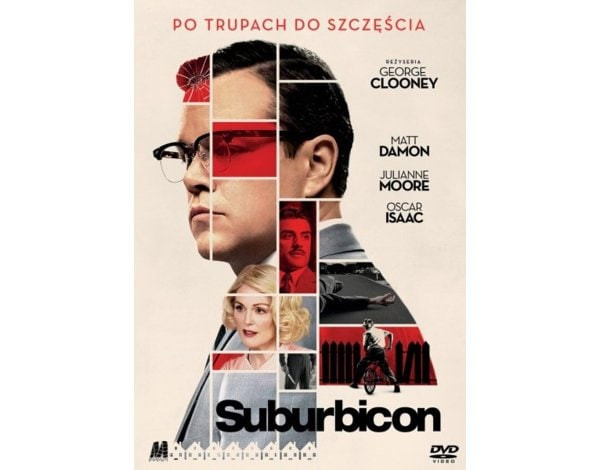 PO TRUPACH DO SZCZĘŚCIA
REŻYSERIA
GEORGE
CLOONEY
MATT
DAMON
JULIANNE
MOORE
OSCAR
ISAAC
Suburbicon
M
DVD
VIDEO